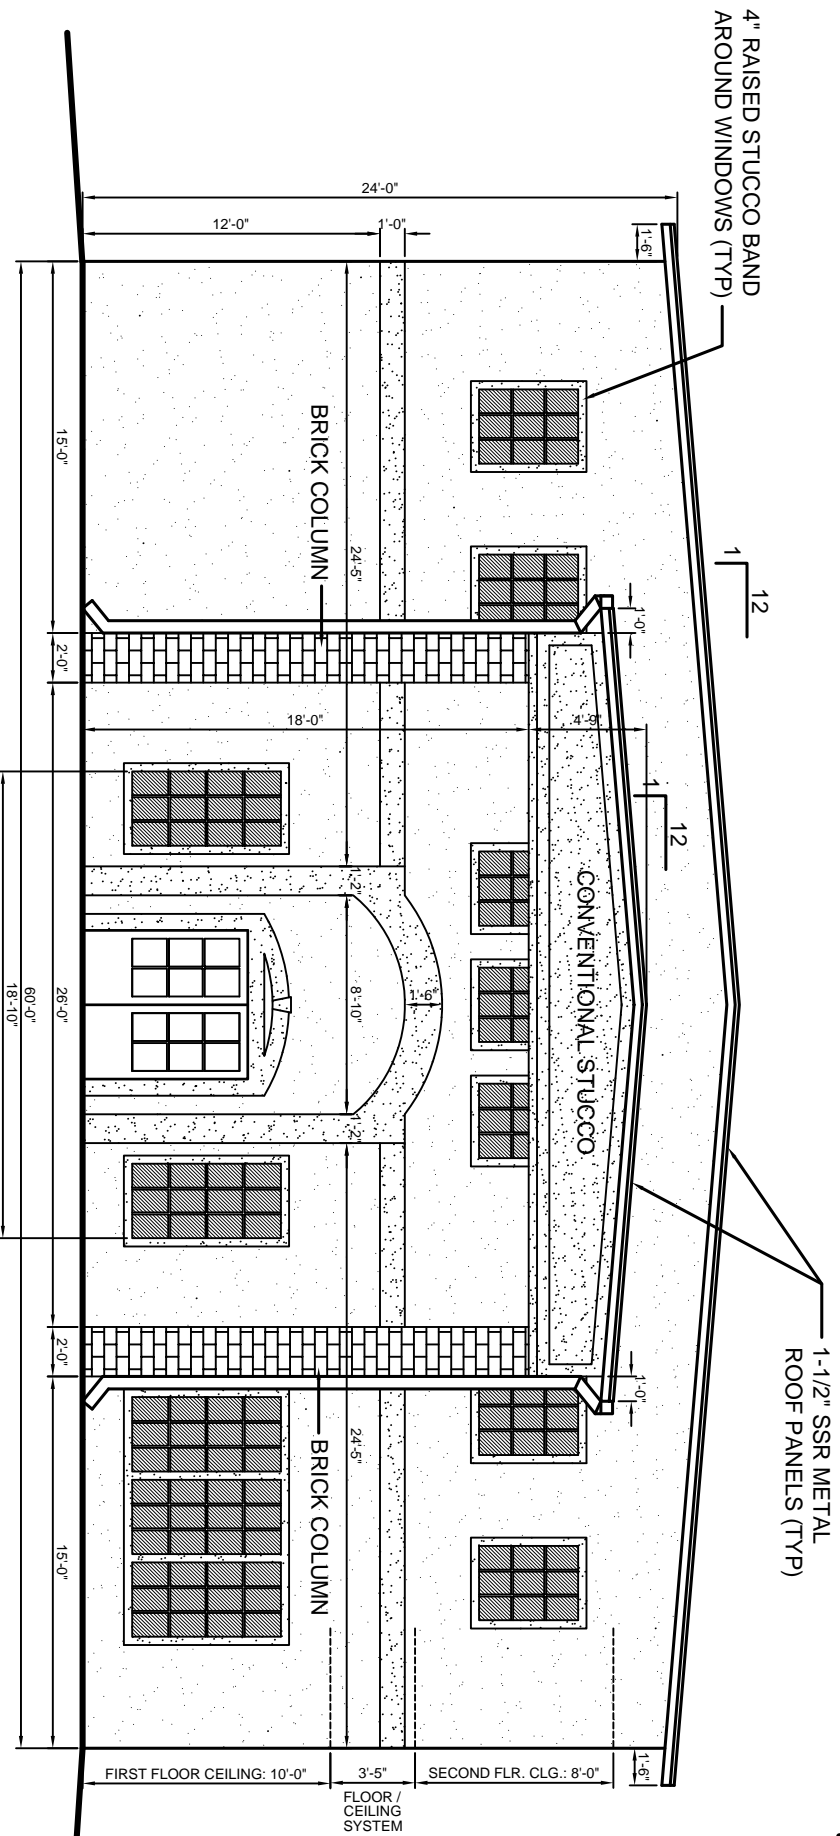 4" RAISED STUCCO BAND
AROUND WINDOWS (TYP)
1-1/2" SSR METAL
ROOF PANELS (TYP)
12
1
12
1
24'-0"
12'-0"
1'-0"
1'-6"
1'-6"
1'-0"
1'-0"
4'-9"
CONVENTIONAL STUCCO
18'-0"
24'-5"
24'-5"
BRICK COLUMN
BRICK COLUMN
1'-2"
8'-10"
1'-2"
1'-6"
SECOND FLR. CLG.: 8'-0"
3'-5"
FLOOR /
CEILING
SYSTEM
FIRST FLOOR CEILING: 10'-0"
15'-0"
2'-0"
26'-0"
2'-0"
15'-0"
60'-0"
18'-10"